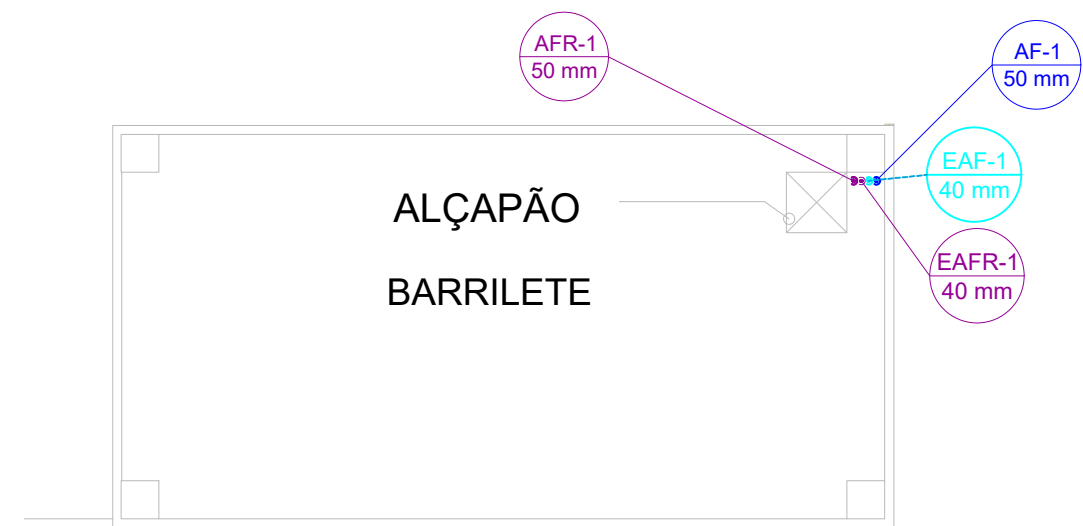 AFR-1
50 mm
AF-1
50 mm
EAF-1
40 mm
ALÇAPÃO
EAFR-1
40 mm
BARRILETE